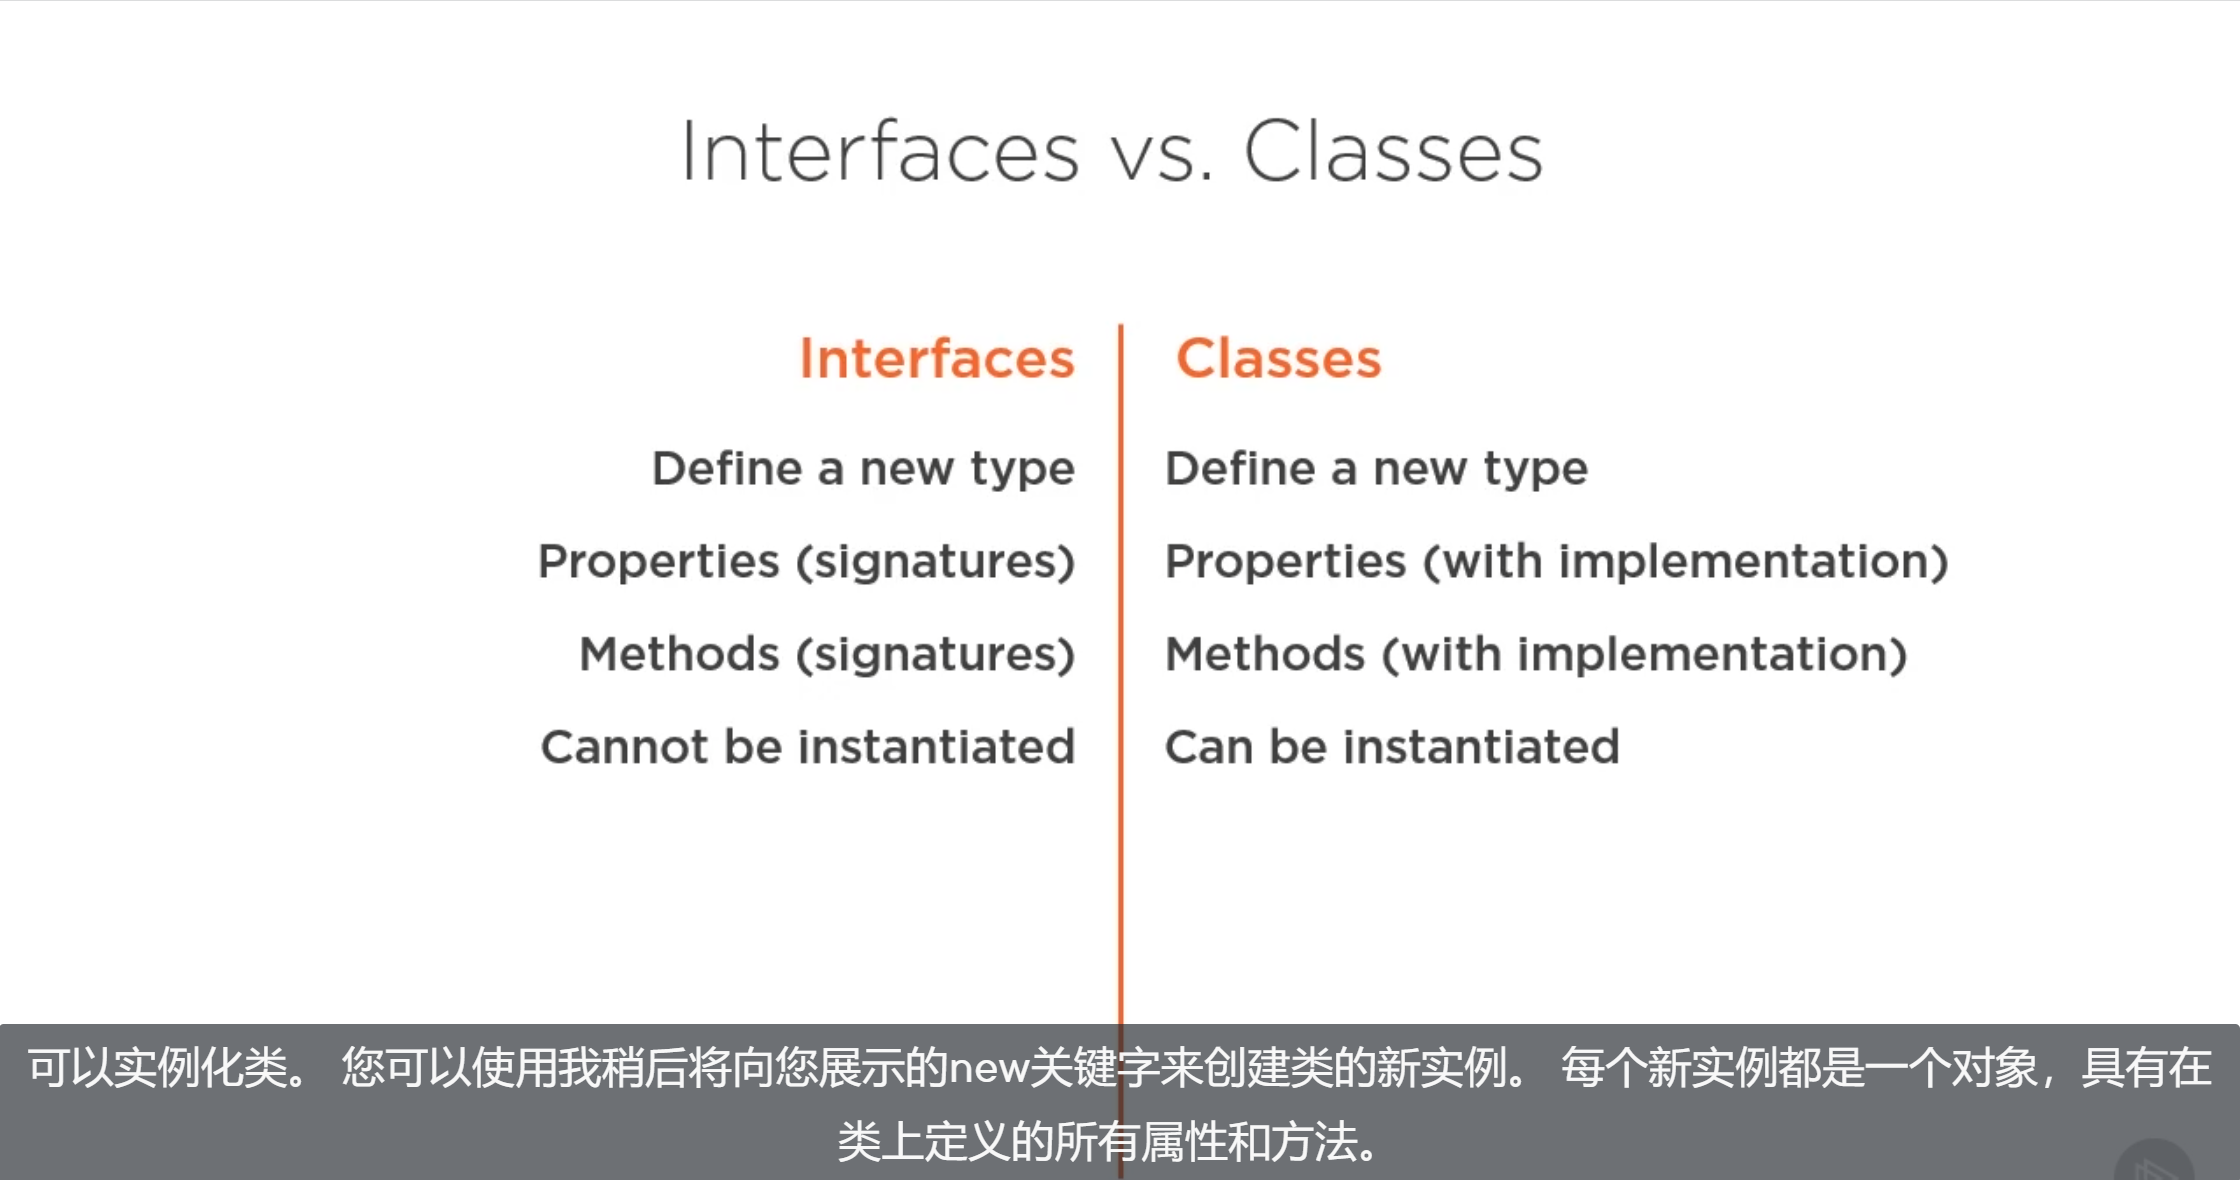 Interfaces vs. Classes
Interfaces
Define a new type
Properties (signatures)
Methods (signatures)
Cannot be instantiated
Classes
Define a new type
Properties (with implementation)
Methods (with implementation)
Can be instantiated
可以实例化类。 您可以使用我稍后将向您展示的new关键字来创建类的新实例。 每个新实例都是一个对象，具有在
类上定义的所有属性和方法。